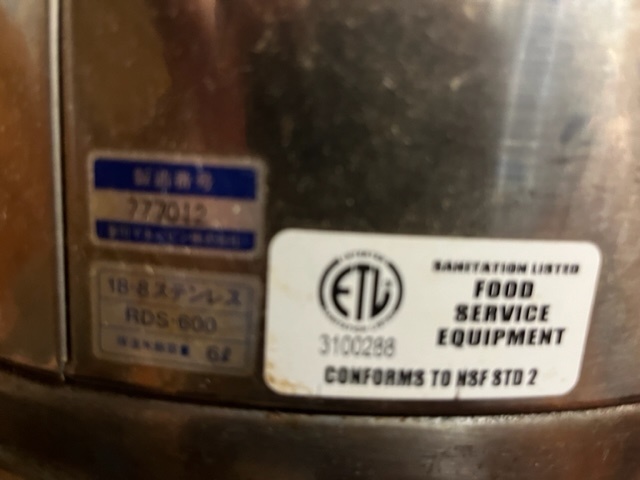 製造番号
777012
18-8ステンレス
RDS-600
6ℓ
ETL
3100288
SANITATION LISTED
FOOD
SERVICE
EQUIPMENT
CONFORMS TO NSF STD 2